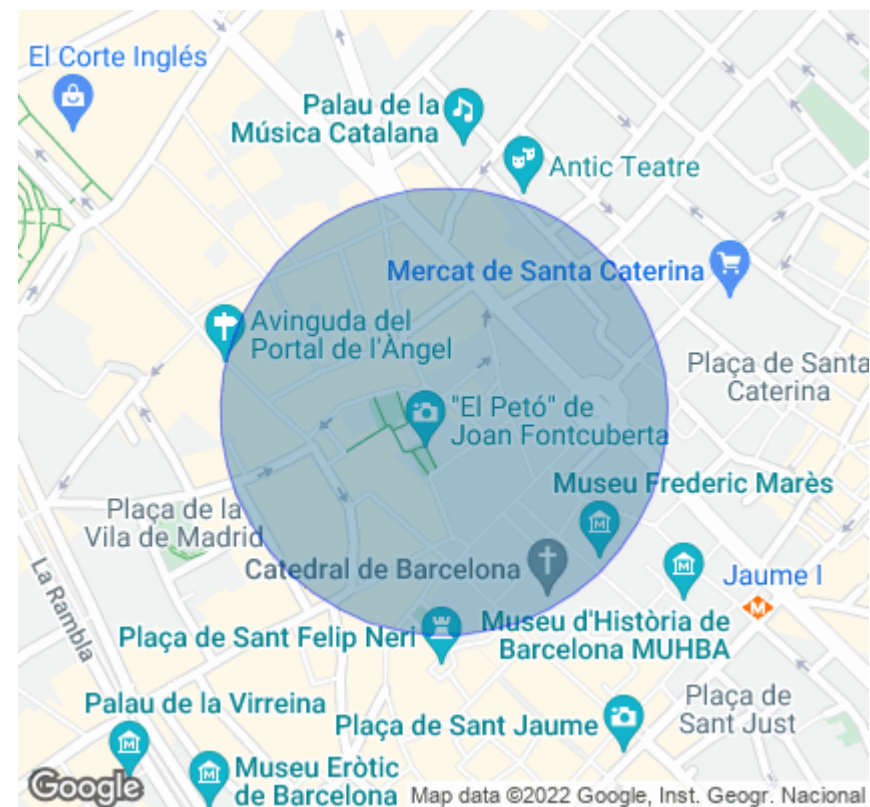 El Corte Inglés
Palau de la
Música Catalana
Antic Teatre
Mercat de Santa Caterina
Avinguda del
Portal de l'Àngel
Plaça de Santa
Caterina
"El Petó" de
Joan Fontcuberta
Museu Frederic Marès
Plaça de la
Vila de Madrid
La Rambla
Catedral de Barcelona
Jaume I
M
Plaça de Sant Felip Neri
Museu d'Història de
Barcelona MUHBA
Palau de la Virreina
Plaça de Sant Jaume
Plaça de
Sant Just
Museu Eròtic
de Barcelona
Google
Map data ©2022 Google, Inst. Geogr. Nacional